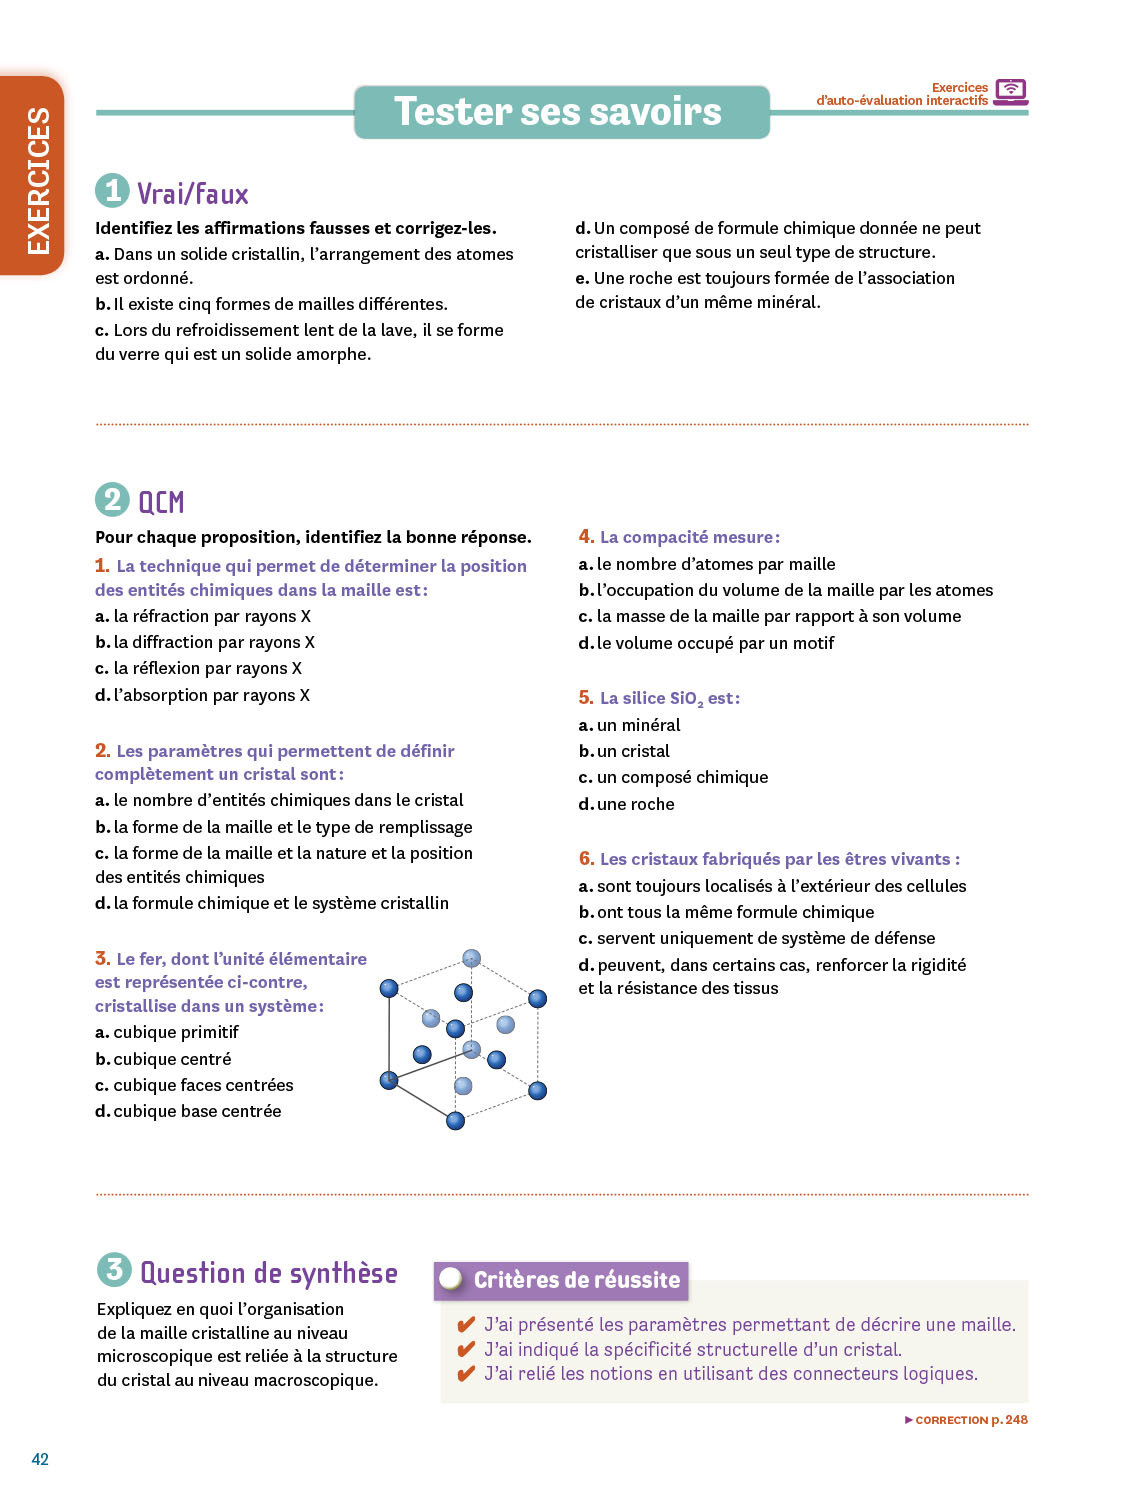 EXERCICES
Exercices
d'auto-évaluation interactifs
Tester ses savoirs
1 Vrai/faux
Identifiez les affirmations fausses et corrigez-les.
a. Dans un solide cristallin, l'arrangement des atomes
est ordonné.
b. Il existe cinq formes de mailles différentes.
c. Lors du refroidissement lent de la lave, il se forme
du verre qui est un solide amorphe.
d. Un composé de formule chimique donnée ne peut
cristalliser que sous un seul type de structure.
e. Une roche est toujours formée de l'association
de cristaux d'un même minéral.
2 QCM
Pour chaque proposition, identifiez la bonne réponse.
1. La technique qui permet de déterminer la position
des entités chimiques dans la maille est :
a. la réfraction par rayons X
b. la diffraction par rayons X
c. la réflexion par rayons X
d. l'absorption par rayons X
2. Les paramètres qui permettent de définir
complètement un cristal sont :
a. le nombre d'entités chimiques dans le cristal
b. la forme de la maille et le type de remplissage
c. la forme de la maille et la nature et la position
des entités chimiques
d. la formule chimique et le système cristallin
3. Le fer, dont l'unité élémentaire
est représentée ci-contre,
cristallise dans un système :
a. cubique primitif
b. cubique centré
c. cubique faces centrées
d. cubique base centrée
4. La compacité mesure :
a. le nombre d'atomes par maille
b. l'occupation du volume de la maille par les atomes
c. la masse de la maille par rapport à son volume
d. le volume occupé par un motif
5. La silice SiO₂ est :
a. un minéral
b. un cristal
c. un composé chimique
d. une roche
6. Les cristaux fabriqués par les êtres vivants :
a. sont toujours localisés à l'extérieur des cellules
b. ont tous la même formule chimique
c. servent uniquement de système de défense
d. peuvent, dans certains cas, renforcer la rigidité
et la résistance des tissus
3 Question de synthèse
Expliquez en quoi l'organisation
de la maille cristalline au niveau
microscopique est reliée à la structure
du cristal au niveau macroscopique.
Critères de réussite
✔ J'ai présenté les paramètres permettant de décrire une maille.
✔ J'ai indiqué la spécificité structurelle d'un cristal.
✔ J'ai relié les notions en utilisant des connecteurs logiques.
▶ CORRECTION p. 248
42